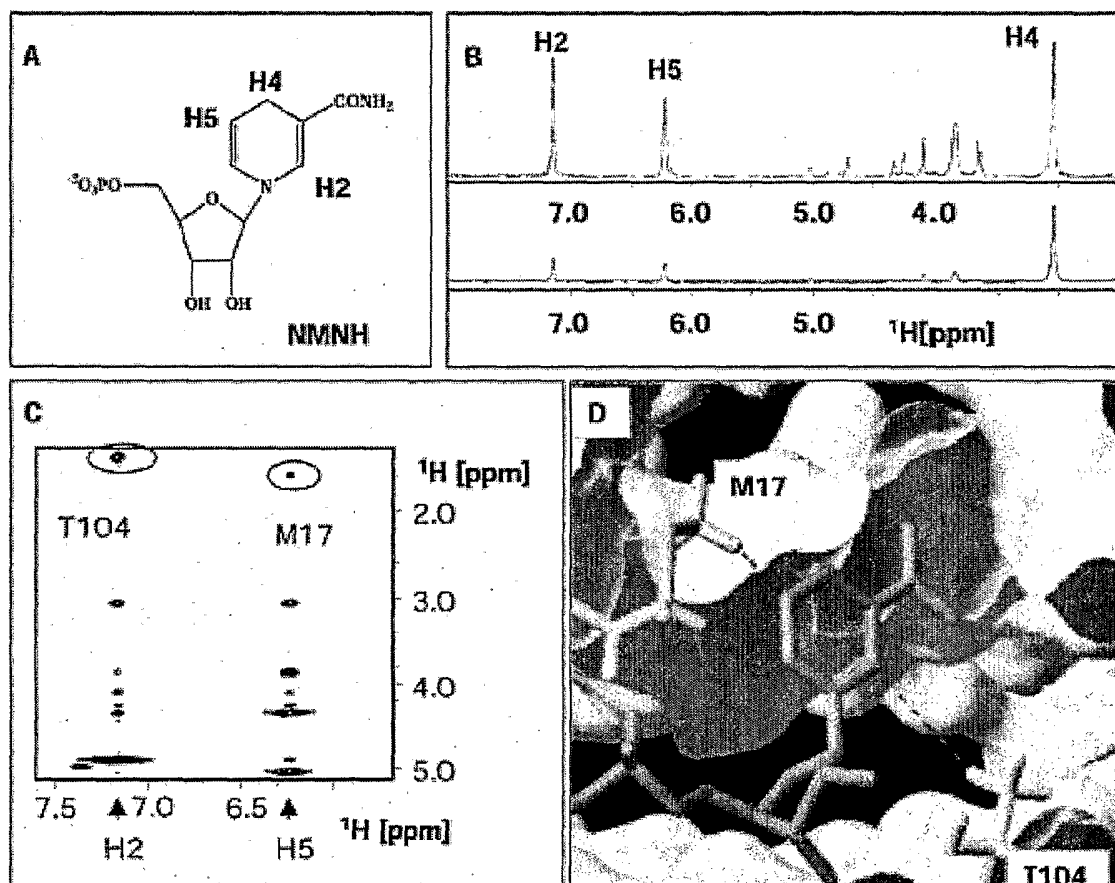 A
H4
CONH₂
H5
H2
⁻²O₃PO
O
N
OH OH
NMNH
B
H2
H5
H4
7.0 6.0 5.0 4.0
7.0 6.0 5.0 ¹H[ppm]
C
¹H [ppm]
2.0
T104 M17
3.0
4.0
5.0
7.5 7.0 6.5 ¹H [ppm]
H2 H5
D
M17
T104